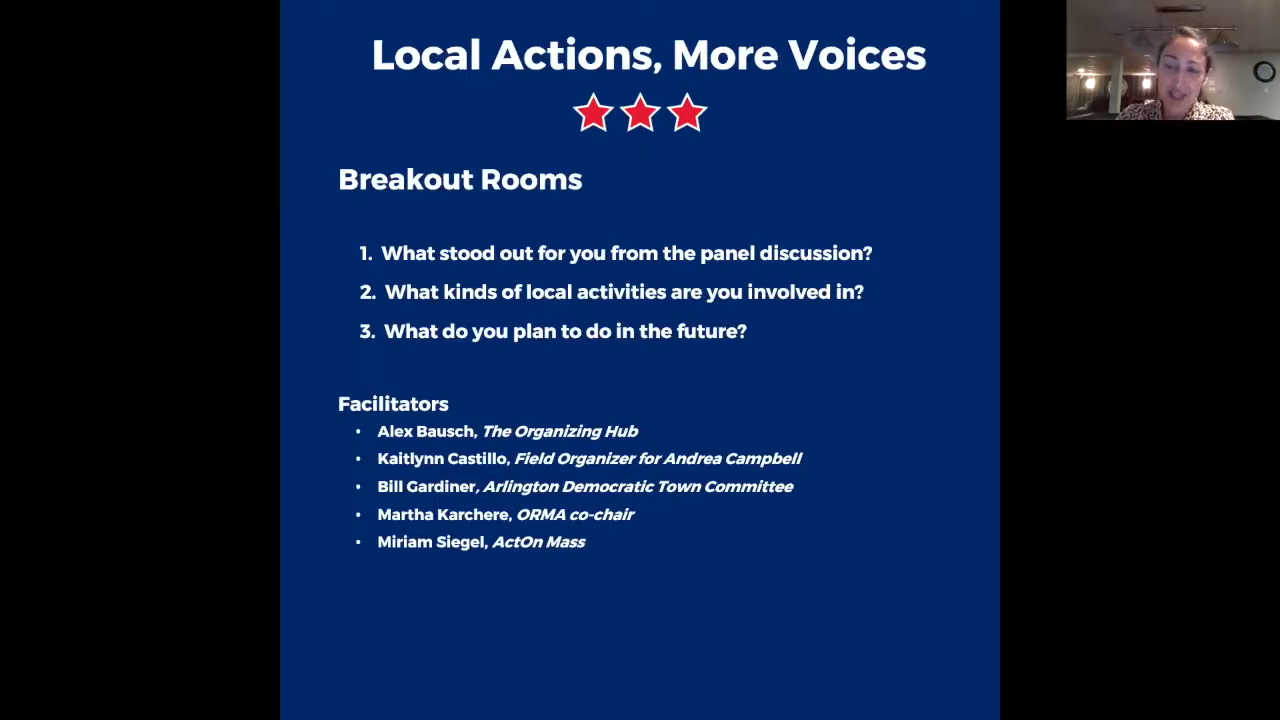 Local Actions, More Voices
Breakout Rooms
1. What stood out for you from the panel discussion?
2. What kinds of local activities are you involved in?
3. What do you plan to do in the future?
Facilitators
• Alex Bausch, The Organizing Hub
• Kaitlynn Castillo, Field Organizer for Andrea Campbell
• Bill Gardiner, Arlington Democratic Town Committee
• Martha Karchere, ORMA co-chair
• Miriam Siegel, ActOn Mass